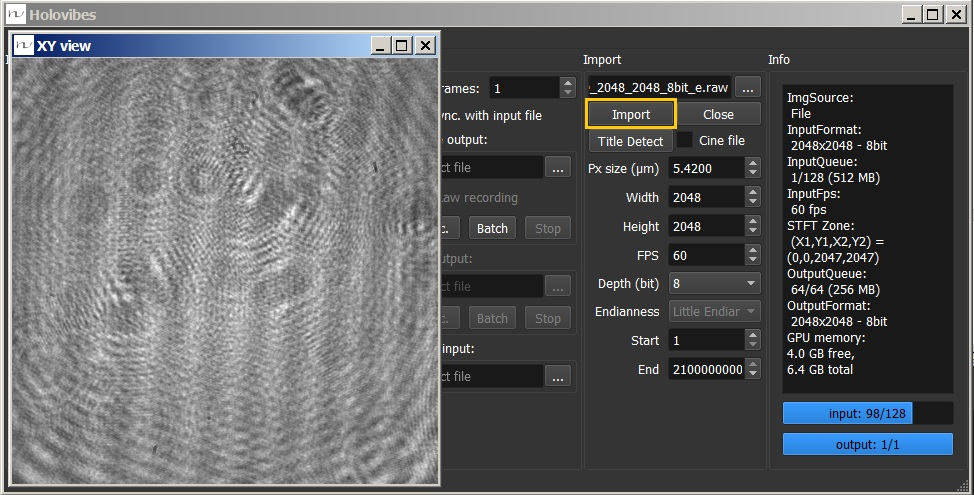 Holovibes
XY view
Import
Info
rames: 1
ync. with input file
output:
ct file ...
aw recording
c. Batch Stop
utput:
ct file ...
c. Batch Stop
input:
ct file ...
_2048_2048_8bit_e.raw ...
Import Close
Title Detect Cine file
Px size (μm) 5.4200
Width 2048
Height 2048
FPS 60
Depth (bit) 8
Endianness Little Endiar
Start 1
End 2100000000
ImgSource:
File
InputFormat:
2048x2048 - 8bit
InputQueue:
1/128 (512 MB)
InputFps:
60 fps
STFT Zone:
(X1,Y1,X2,Y2) =
(0,0,2047,2047)
OutputQueue:
64/64 (256 MB)
OutputFormat:
2048x2048 - 8bit
GPU memory:
4.0 GB free,
6.4 GB total
input: 98/128
output: 1/1